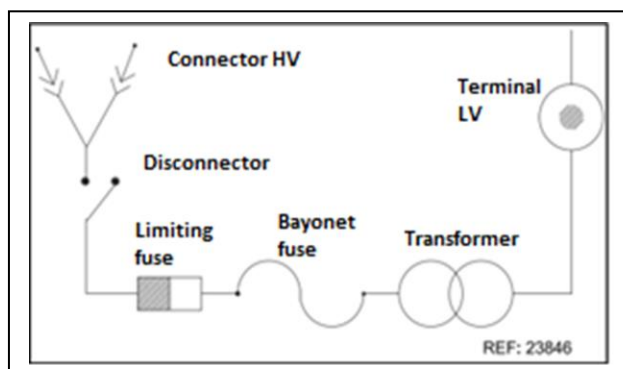 Connector HV
Terminal
LV
Disconnector
Limiting
fuse
Bayonet
fuse
Transformer
REF: 23846